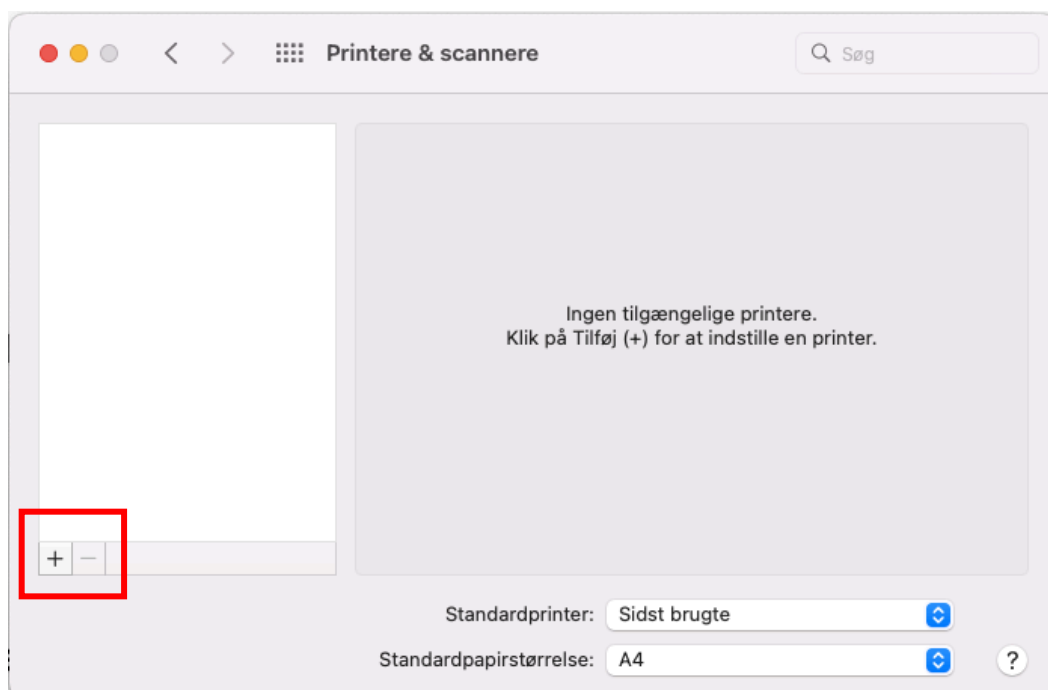 Printere & scannere
Søg
Ingen tilgængelige printere.
Klik på Tilføj (+) for at indstille en printer.
+ −
Standardprinter: Sidst brugte
Standardpapirstørrelse: A4 ?